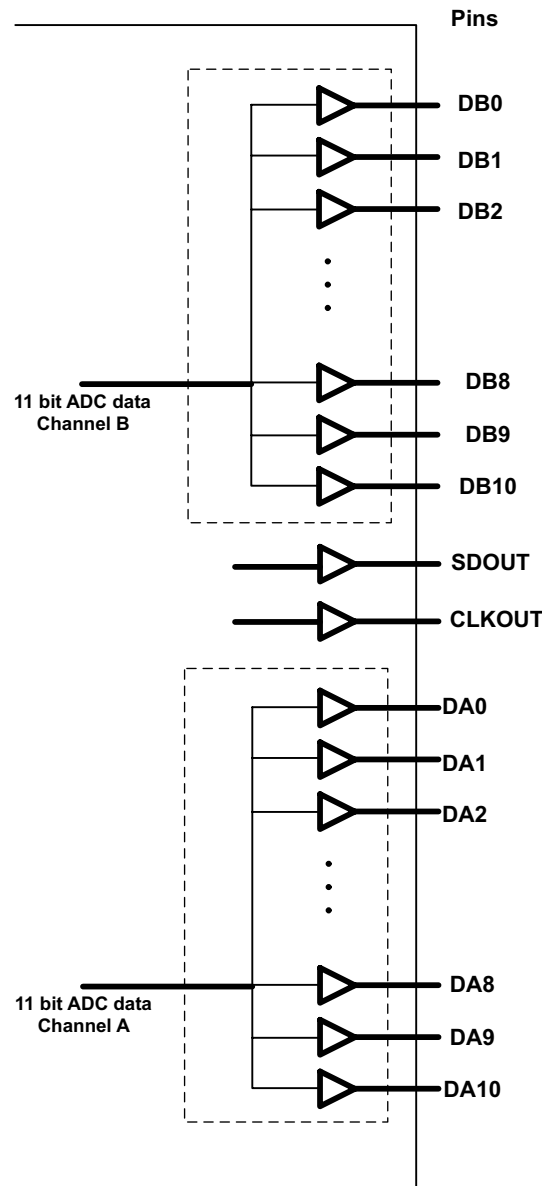 Pins
DB0
DB1
DB2
DB8
11 bit ADC data
Channel B
DB9
DB10
SDOUT
CLKOUT
DA0
DA1
DA2
DA8
11 bit ADC data
Channel A
DA9
DA10